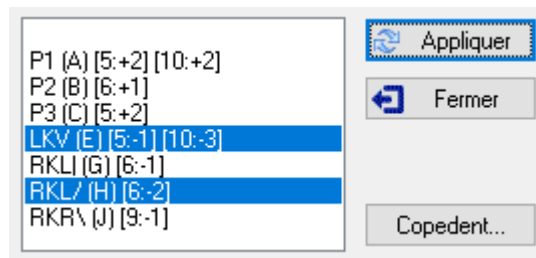 P1 (A) [5:+2] [10:+2]
P2 (B) [6:+1]
P3 (C) [5:+2]
LKV (E) [5:-1] [10:-3]
RKL| (G) [6:-1]
RKL/ (H) [6:-2]
RKR\ (J) [9:-1]
Appliquer
Fermer
Copedent...